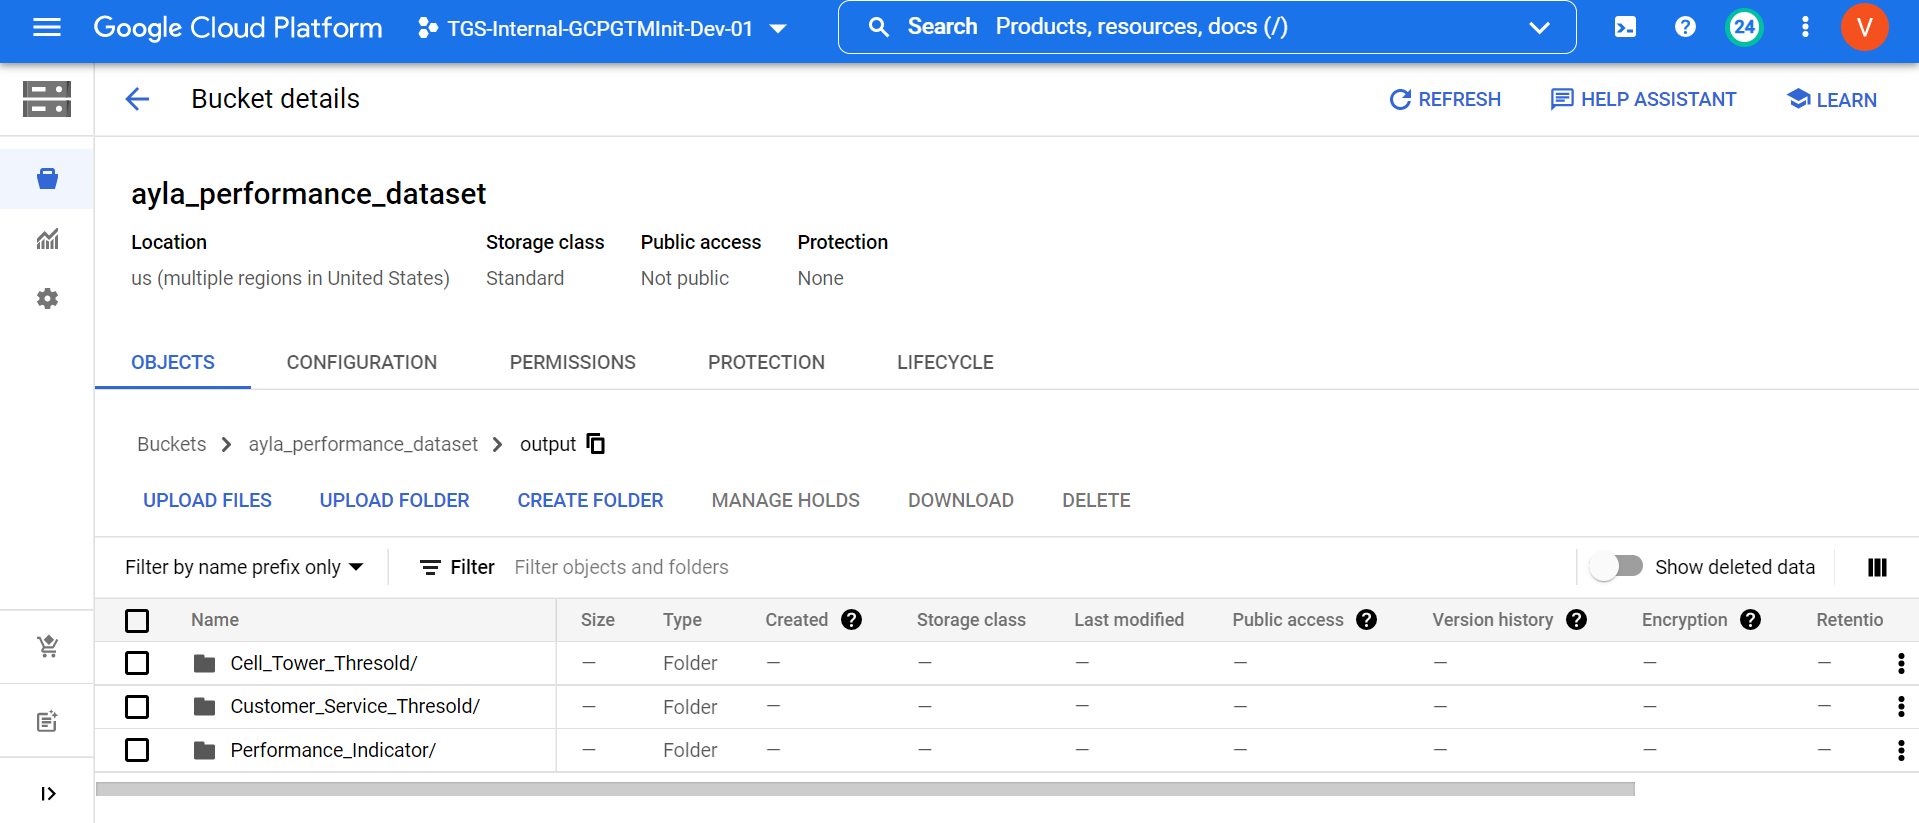 Google Cloud Platform TGS-Internal-GCPGTMInit-Dev-01 Search Products, resources, docs (/) 24 V
Bucket details REFRESH HELP ASSISTANT LEARN
ayla_performance_dataset
Location Storage class Public access Protection
us (multiple regions in United States) Standard Not public None
OBJECTS CONFIGURATION PERMISSIONS PROTECTION LIFECYCLE
Buckets > ayla_performance_dataset > output
UPLOAD FILES UPLOAD FOLDER CREATE FOLDER MANAGE HOLDS DOWNLOAD DELETE
Filter by name prefix only Filter Filter objects and folders Show deleted data
Name Size Type Created Storage class Last modified Public access Version history Encryption Retentio
Cell_Tower_Thresold/ — Folder — — — — — — —
Customer_Service_Thresold/ — Folder — — — — — — —
Performance_Indicator/ — Folder — — — — — — —